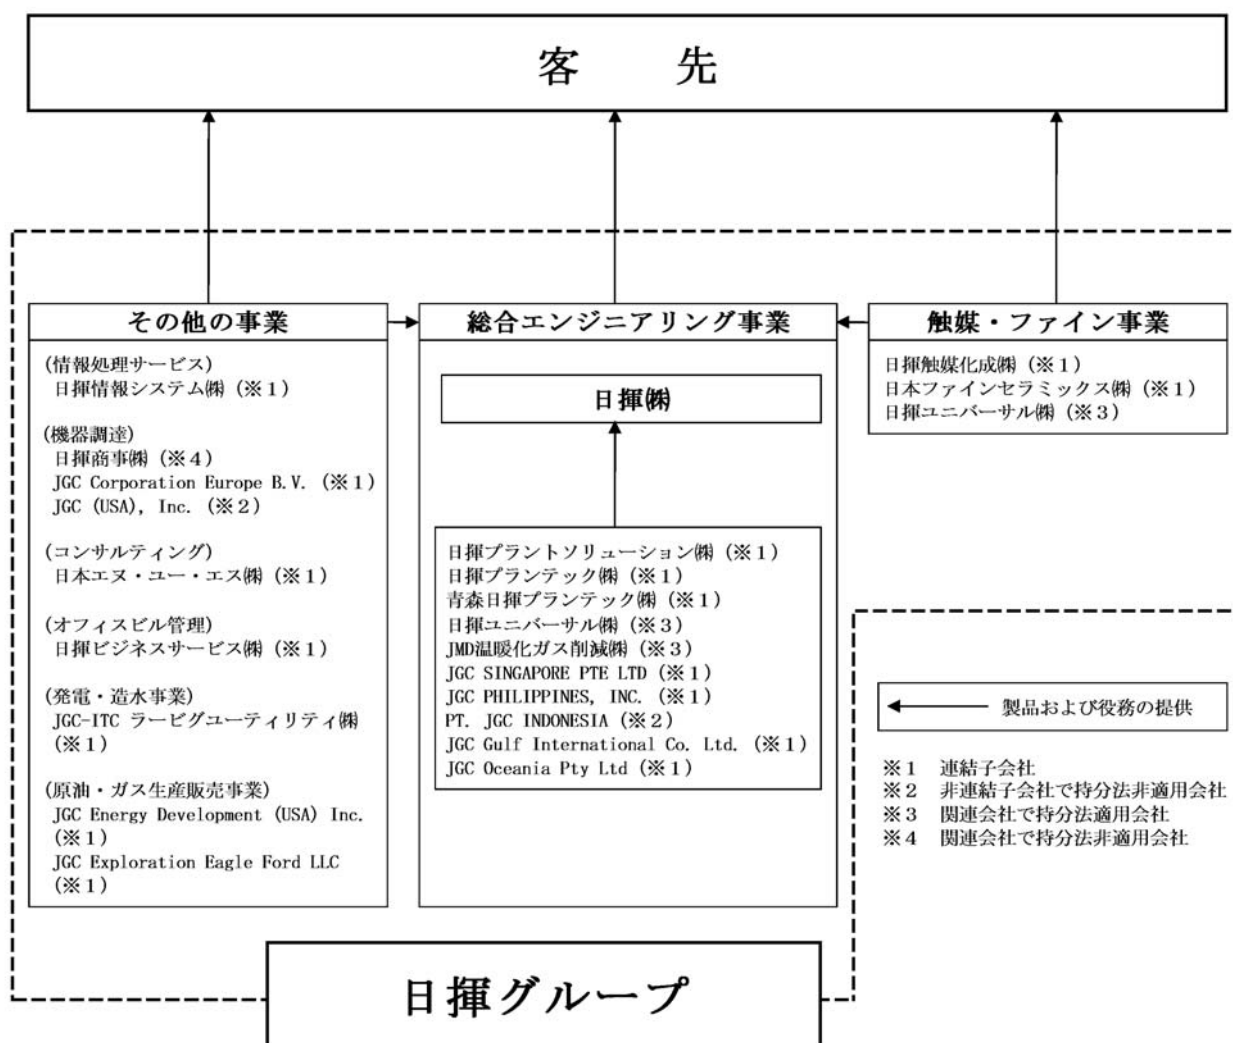 客 先
その他の事業
(情報処理サービス)
日揮情報システム㈱(※1)
(機器調達)
日揮商事㈱(※4)
JGC Corporation Europe B.V.(※1)
JGC (USA), Inc.(※2)
(コンサルティング)
日本エヌ・ユー・エス㈱(※1)
(オフィスビル管理)
日揮ビジネスサービス㈱(※1)
(発電・造水事業)
JGC-ITC ラービグユーティリティ㈱
(※1)
(原油・ガス生産販売事業)
JGC Energy Development (USA) Inc.
(※1)
JGC Exploration Eagle Ford LLC
(※1)
総合エンジニアリング事業
日揮㈱
日揮プラントソリューション㈱(※1)
日揮プランテック㈱(※1)
青森日揮プランテック㈱(※1)
日揮ユニバーサル㈱(※3)
JMD温暖化ガス削減㈱(※3)
JGC SINGAPORE PTE LTD(※1)
JGC PHILIPPINES, INC.(※1)
PT. JGC INDONESIA(※2)
JGC Gulf International Co. Ltd.(※1)
JGC Oceania Pty Ltd(※1)
触媒・ファイン事業
日揮触媒化成㈱(※1)
日本ファインセラミックス㈱(※1)
日揮ユニバーサル㈱(※3)
製品および役務の提供
※1 連結子会社
※2 非連結子会社で持分法非適用会社
※3 関連会社で持分法適用会社
※4 関連会社で持分法非適用会社
日揮グループ